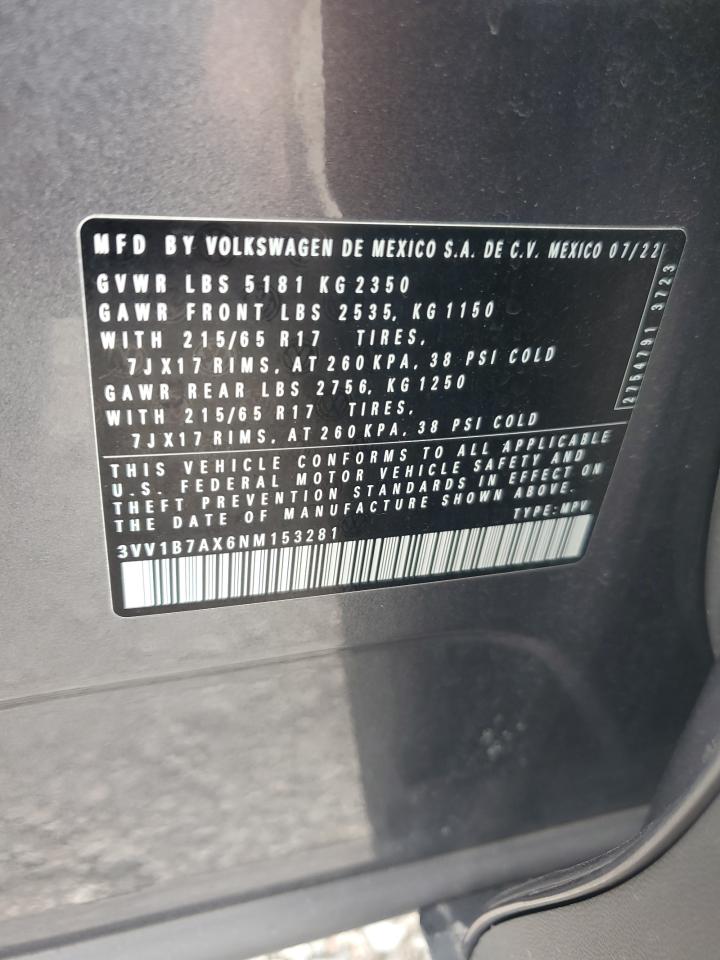 MFD BY VOLKSWAGEN DE MEXICO S.A. DE C.V. MEXICO 07/22
GVWR LBS 5181 KG 2350
GAWR FRONT LBS 2535, KG 1150
WITH 215/65 R17 TIRES,
7JX17 RIMS, AT 260 KPA, 38 PSI COLD
GAWR REAR LBS 2756, KG 1250
WITH 215/65 R17 TIRES,
7JX17 RIMS, AT 260 KPA, 38 PSI COLD
2754791 3723
THIS VEHICLE CONFORMS TO ALL APPLICABLE
U.S. FEDERAL MOTOR VEHICLE SAFETY AND
THEFT PREVENTION STANDARDS IN EFFECT ON
THE DATE OF MANUFACTURE SHOWN ABOVE.
TYPE: MPV
3VV1B7AX6NM153281